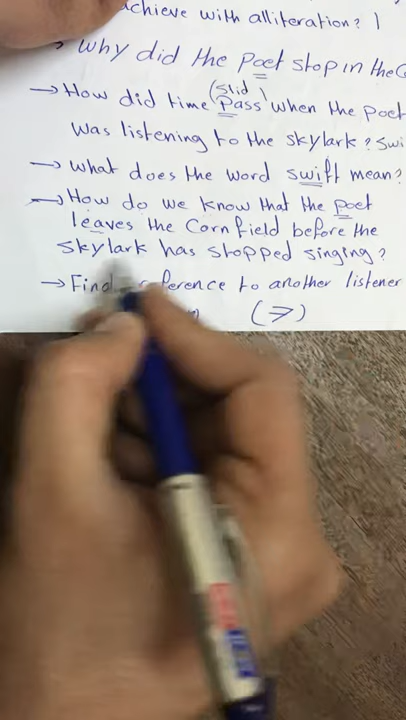 achieve with alliteration?
→ Why did the Poet stop in the
(slid)
→ How did time Pass when the Poet
was listening to the skylark? Swi
→ what does the word swift mean?
→ How do we know that the Poet
leaves the Cornfield before the
skylark has stopped singing?
→ Find reference to another listener
(7)